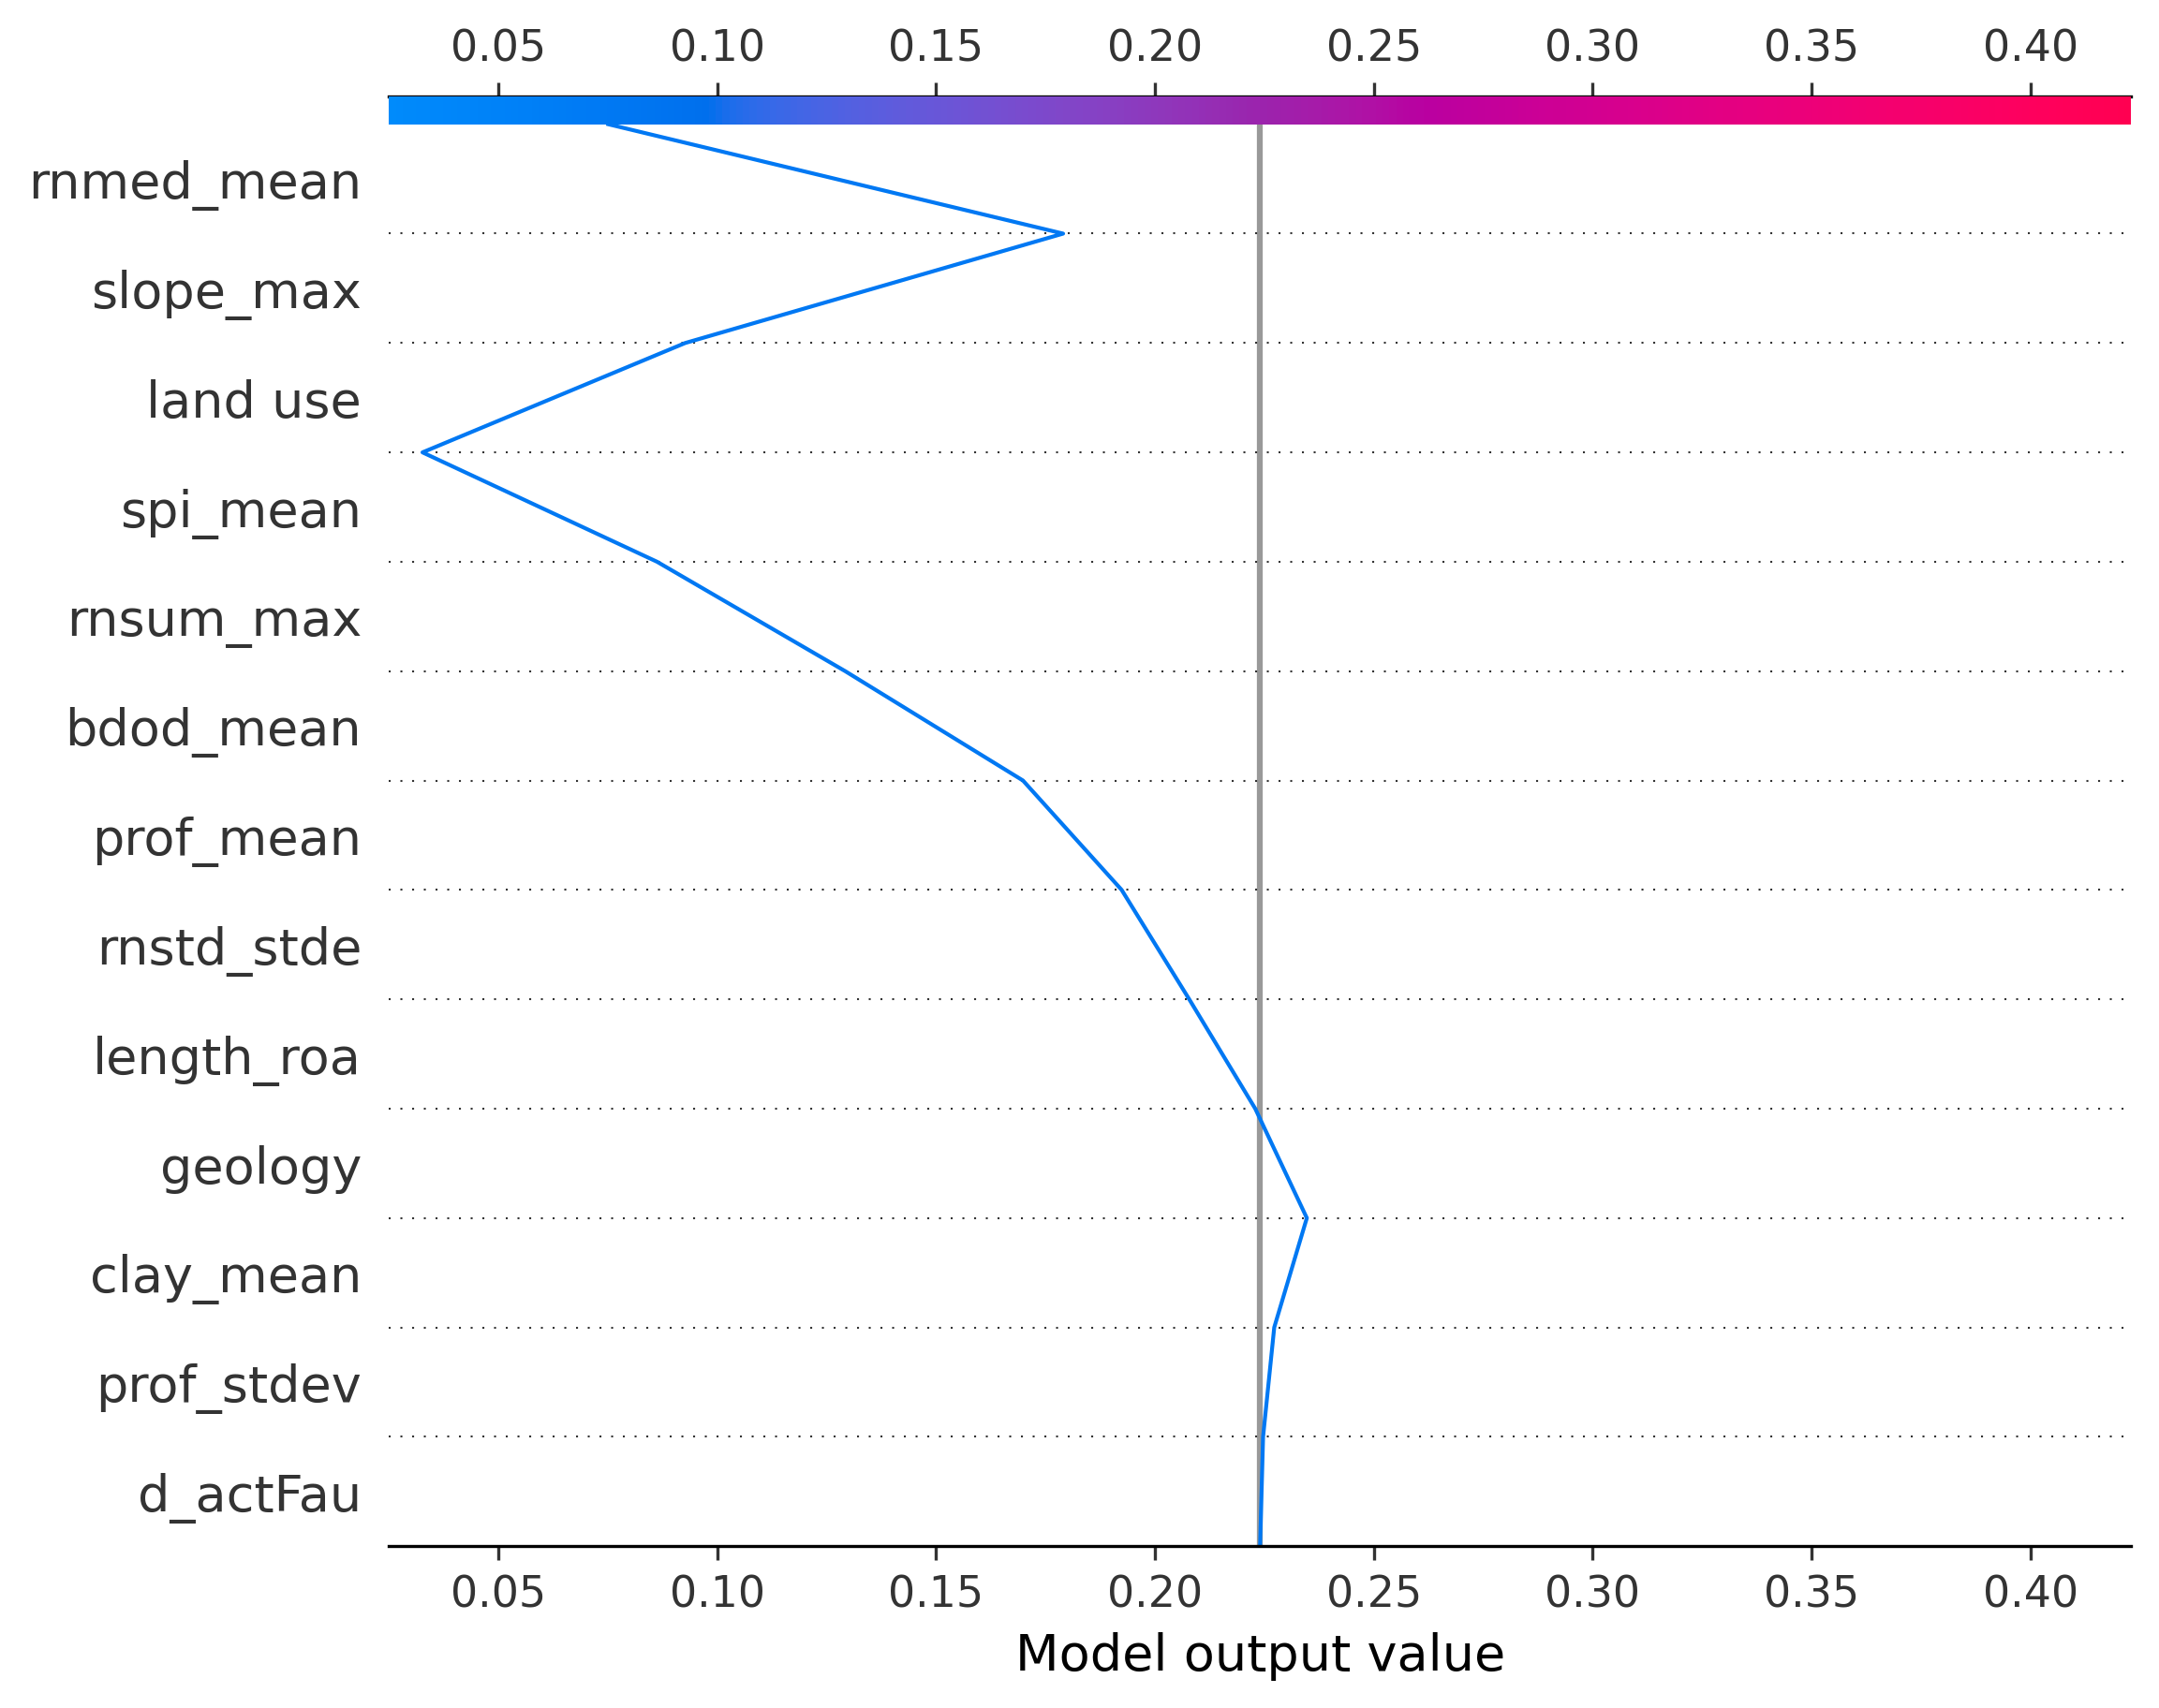 0.05 0.10 0.15 0.20 0.25 0.30 0.35 0.40
rnmed_mean
slope_max
land use
spi_mean
rnsum_max
bdod_mean
prof_mean
rnstd_stde
length_roa
geology
clay_mean
prof_stdev
d_actFau
0.05 0.10 0.15 0.20 0.25 0.30 0.35 0.40
Model output value